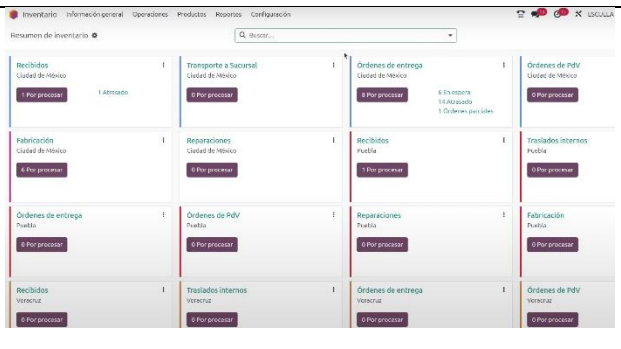 Inventario Información general Operaciones Productos Reportes Configuración
Resumen de inventario
Buscar...
Recibidos
Ciudad de México
1 Por procesar
1 Atrasado
Transporte a Sucursal
Ciudad de México
0 Por procesar
Órdenes de entrega
Ciudad de México
8 Por procesar
6 En espera
14 Atrasado
1 Órdenes parciales
Órdenes de PdV
Ciudad de México
0 Por procesar
Fabricación
Ciudad de México
6 Por procesar
Reparaciones
Ciudad de México
0 Por procesar
Recibidos
Puebla
1 Por procesar
Traslados internos
Puebla
0 Por procesar
Órdenes de entrega
Puebla
0 Por procesar
Órdenes de PdV
Puebla
0 Por procesar
Reparaciones
Puebla
0 Por procesar
Fabricación
Puebla
0 Por procesar
Recibidos
Veracruz
0 Por procesar
Traslados internos
Veracruz
0 Por procesar
Órdenes de entrega
Veracruz
0 Por procesar
Órdenes de PdV
Veracruz
0 Por procesar